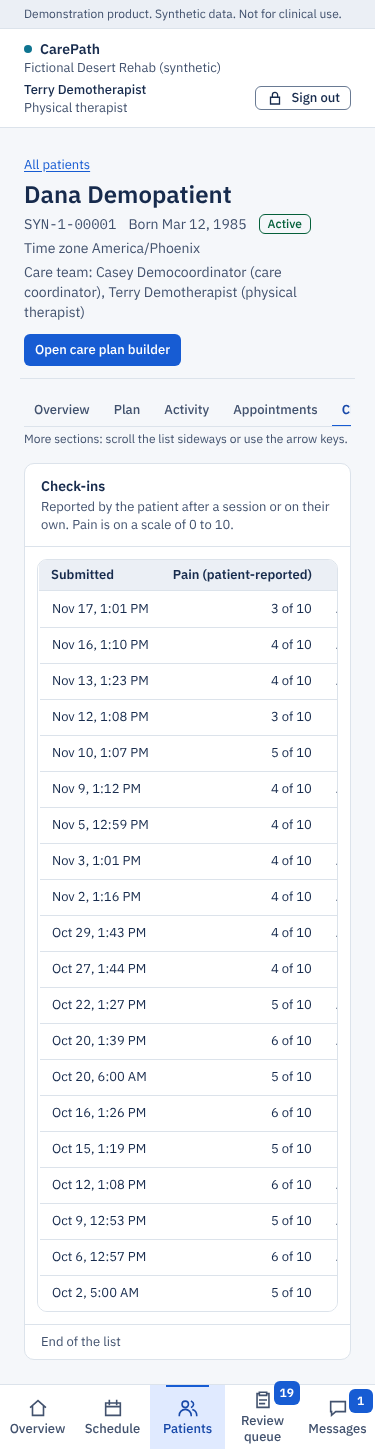 Demonstration product. Synthetic data. Not for clinical use.
CarePath
Fictional Desert Rehab (synthetic)
Terry Demotherapist
Physical therapist
Sign out
All patients
Dana Demopatient
SYN-1-00001 Born Mar 12, 1985 Active
Time zone America/Phoenix
Care team: Casey Democoordinator (care
coordinator), Terry Demotherapist (physical
therapist)
Open care plan builder
Overview Plan Activity Appointments C
More sections: scroll the list sideways or use the arrow keys.
Check-ins
Reported by the patient after a session or on their
own. Pain is on a scale of 0 to 10.
Submitted Pain (patient-reported)
Nov 17, 1:01 PM 3 of 10
Nov 16, 1:10 PM 4 of 10
Nov 13, 1:23 PM 4 of 10
Nov 12, 1:08 PM 3 of 10
Nov 10, 1:07 PM 5 of 10
Nov 9, 1:12 PM 4 of 10
Nov 5, 12:59 PM 4 of 10
Nov 3, 1:01 PM 4 of 10
Nov 2, 1:16 PM 4 of 10
Oct 29, 1:43 PM 4 of 10
Oct 27, 1:44 PM 4 of 10
Oct 22, 1:27 PM 5 of 10
Oct 20, 1:39 PM 6 of 10
Oct 20, 6:00 AM 5 of 10
Oct 16, 1:26 PM 6 of 10
Oct 15, 1:19 PM 5 of 10
Oct 12, 1:08 PM 6 of 10
Oct 9, 12:53 PM 5 of 10
Oct 6, 12:57 PM 6 of 10
Oct 2, 5:00 AM 5 of 10
End of the list
Overview Schedule Patients Review queue 19 Messages 1